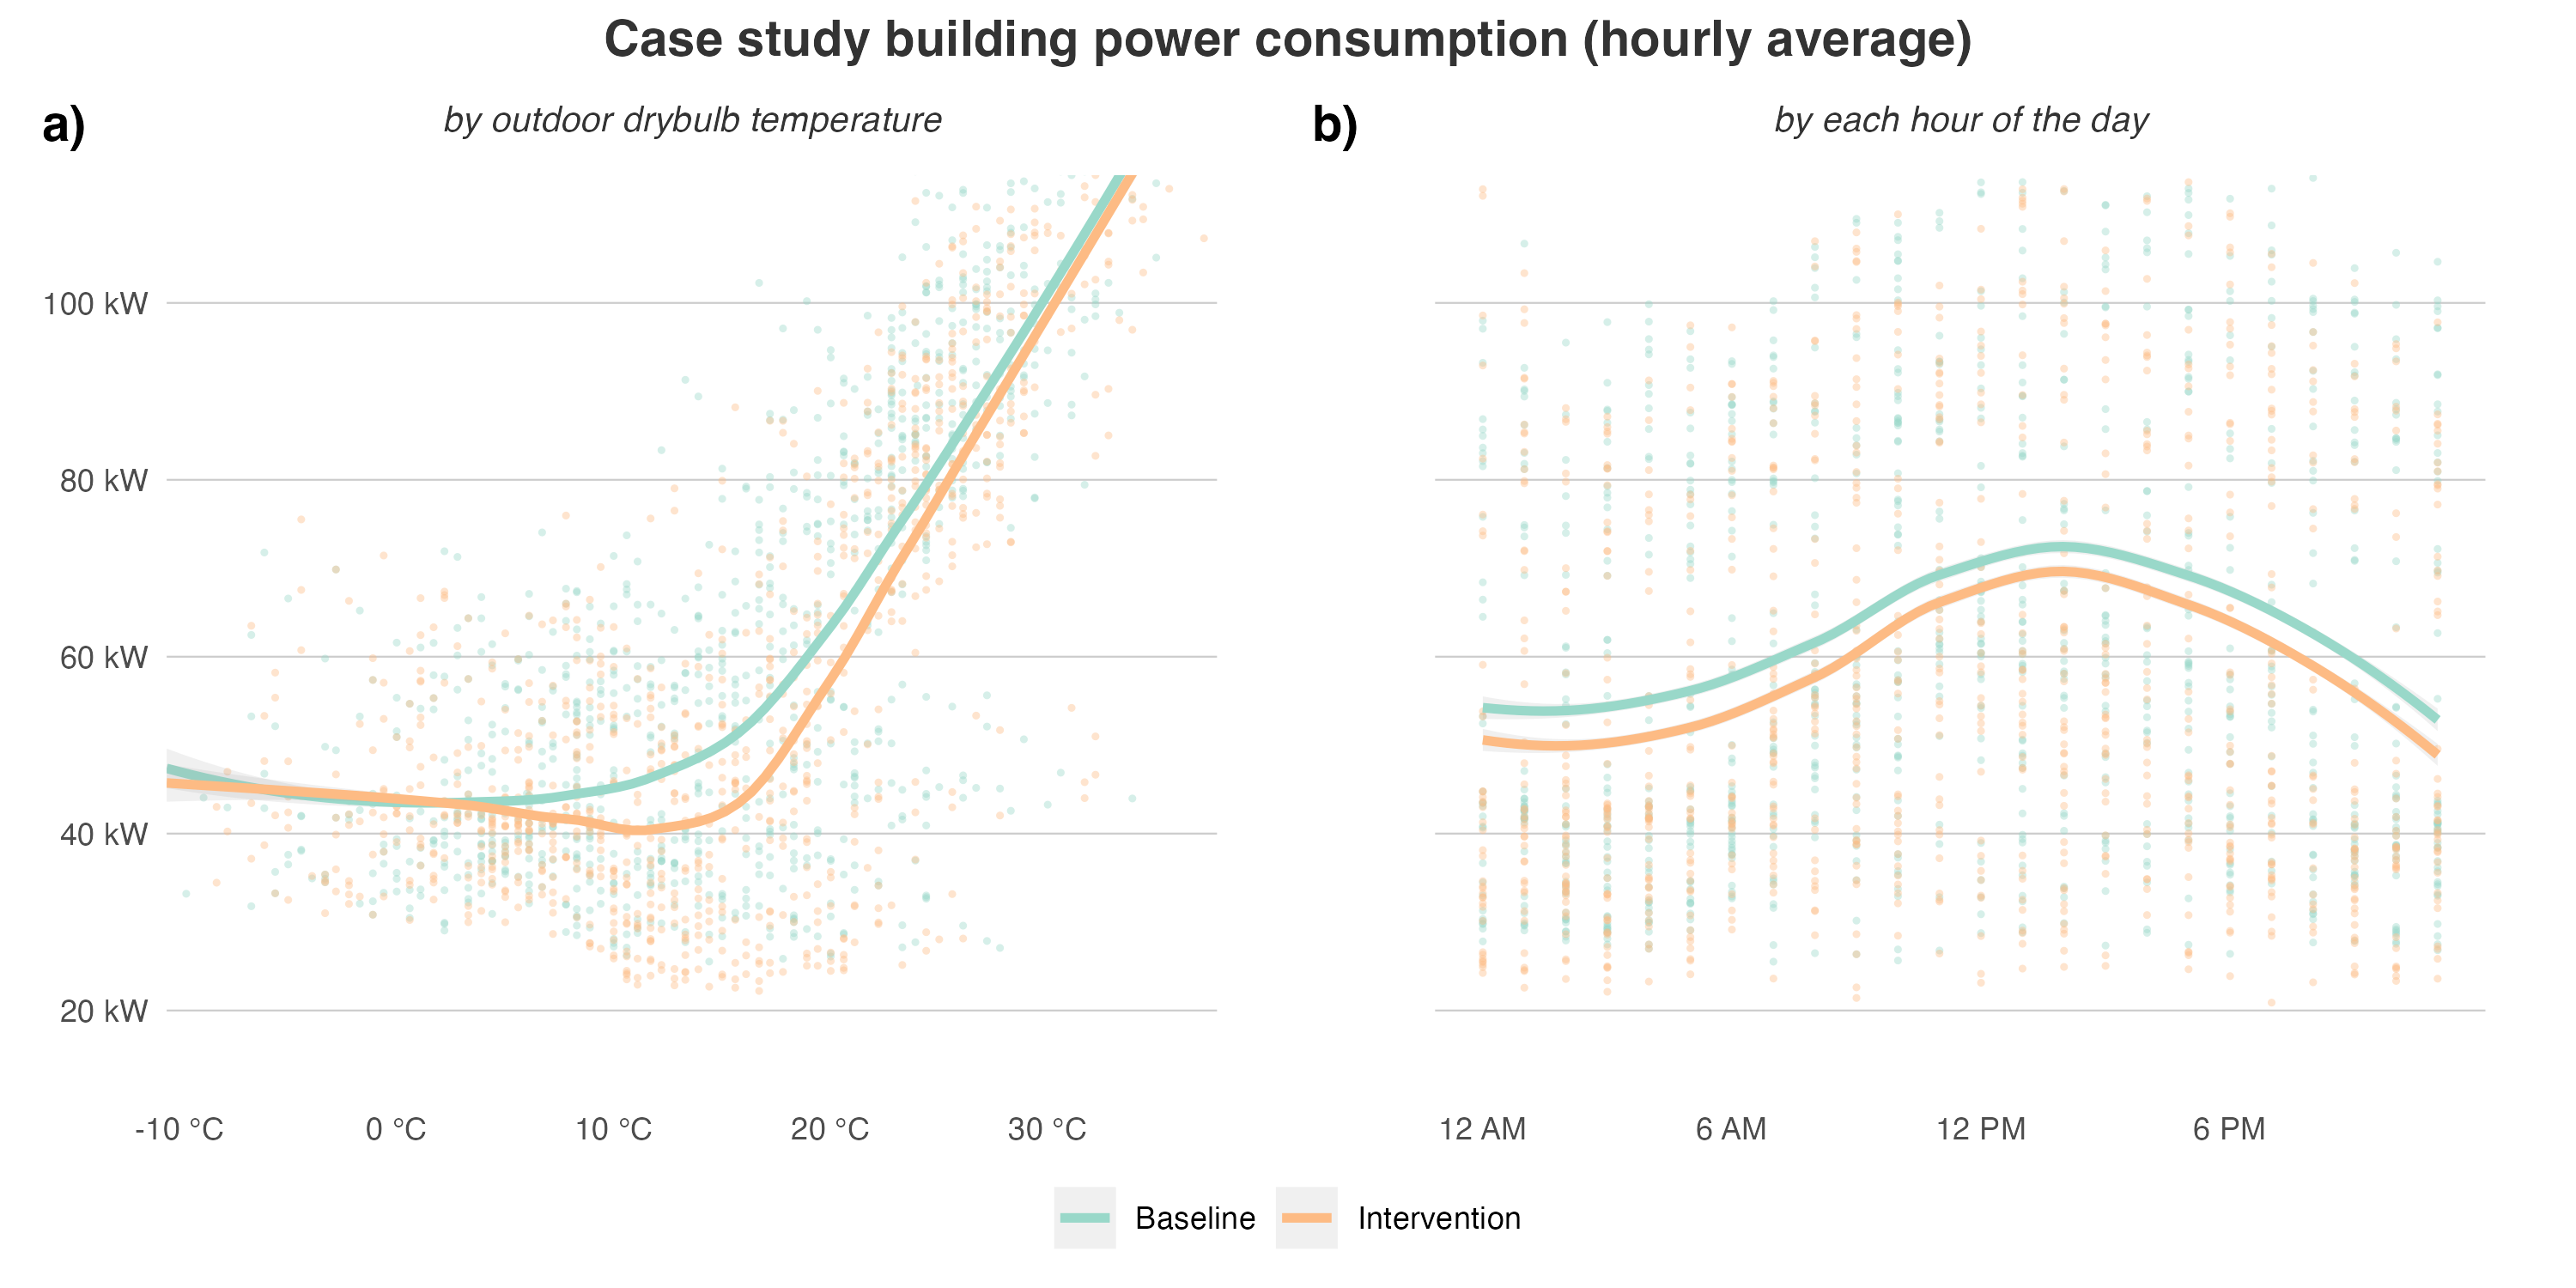 Case study building power consumption (hourly average)
a)
by outdoor drybulb temperature
100 kW
80 kW
60 kW
40 kW
20 kW
-10 °C 0 °C 10 °C 20 °C 30 °C
b)
by each hour of the day
12 AM 6 AM 12 PM 6 PM
Baseline Intervention